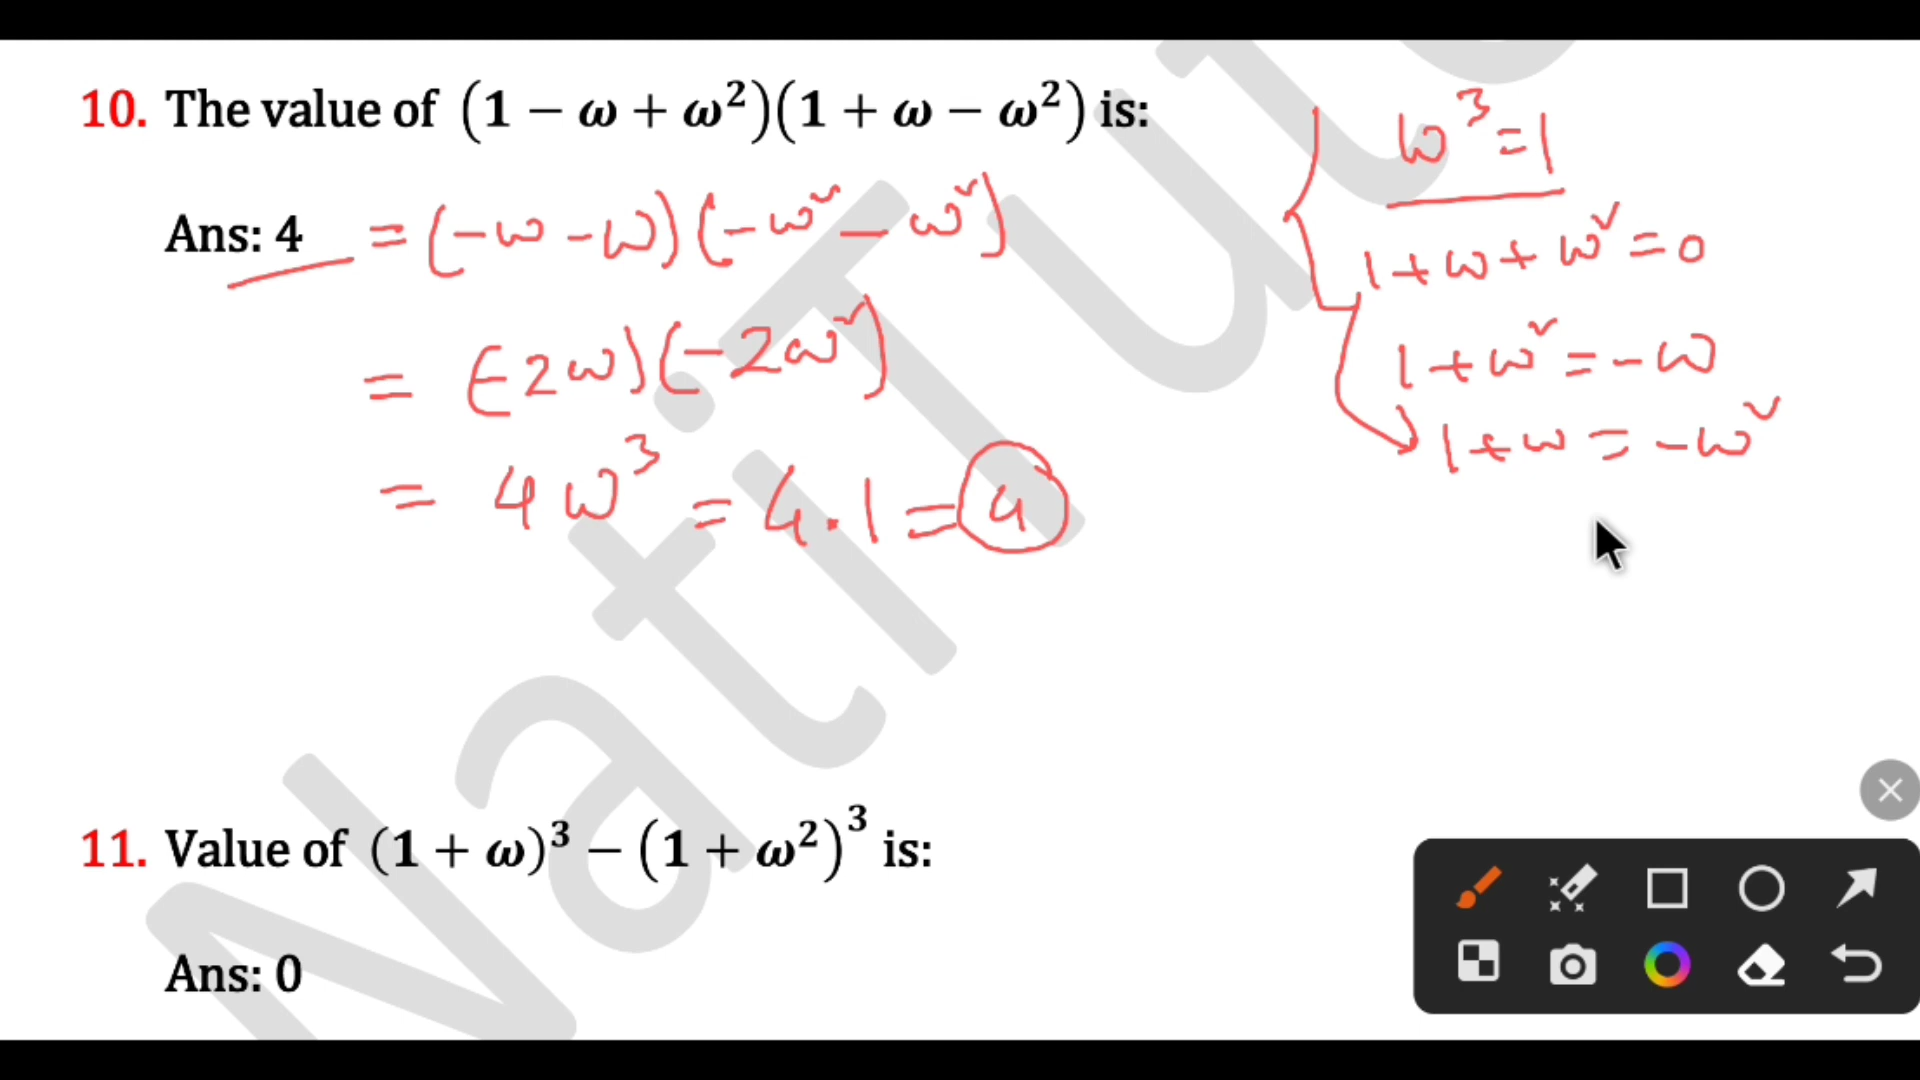 10. The value of (1 − ω + ω²)(1 + ω − ω²) is:
ω³ = 1
Ans: 4 = (-ω - ω)(-ω² - ω²)
1 + ω + ω² = 0
= (-2ω)(-2ω²)
1 + ω² = -ω
1 + ω = -ω²
= 4ω³ = 4.1 = 4
11. Value of (1 + ω)³ − (1 + ω²)³ is:
Ans: 0
NatiTut